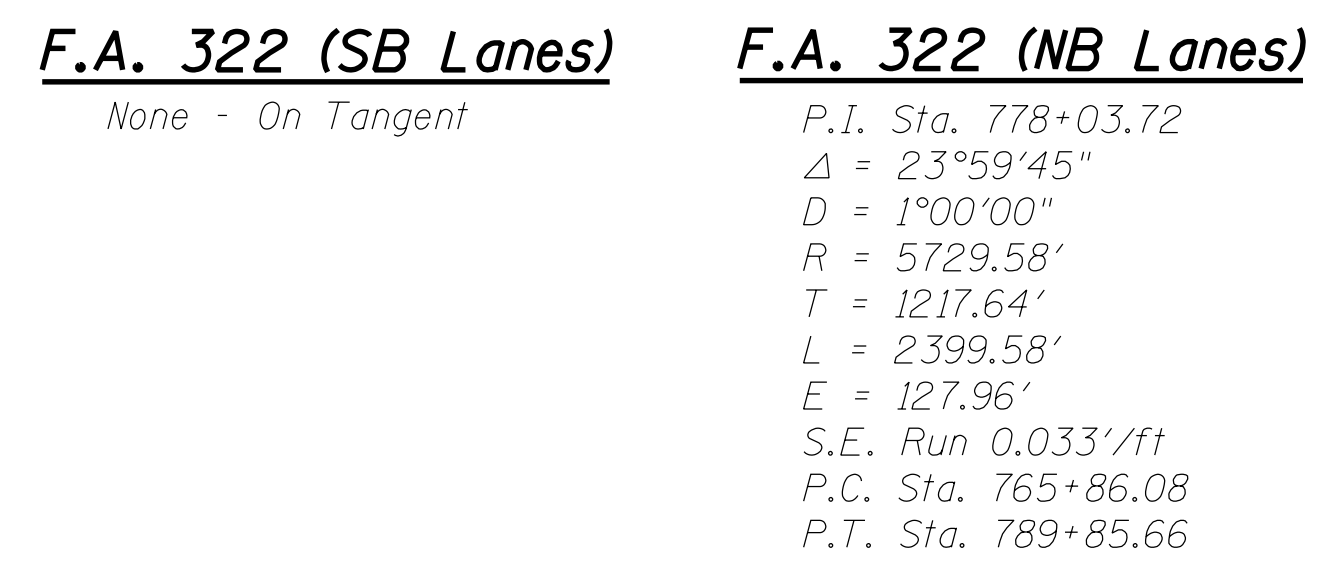 F.A. 322 (SB Lanes)
None - On Tangent
F.A. 322 (NB Lanes)
P.I. Sta. 778+03.72
△ = 23°59'45"
D = 1°00'00"
R = 5729.58'
T = 1217.64'
L = 2399.58'
E = 127.96'
S.E. Run 0.033'/ft
P.C. Sta. 765+86.08
P.T. Sta. 789+85.66